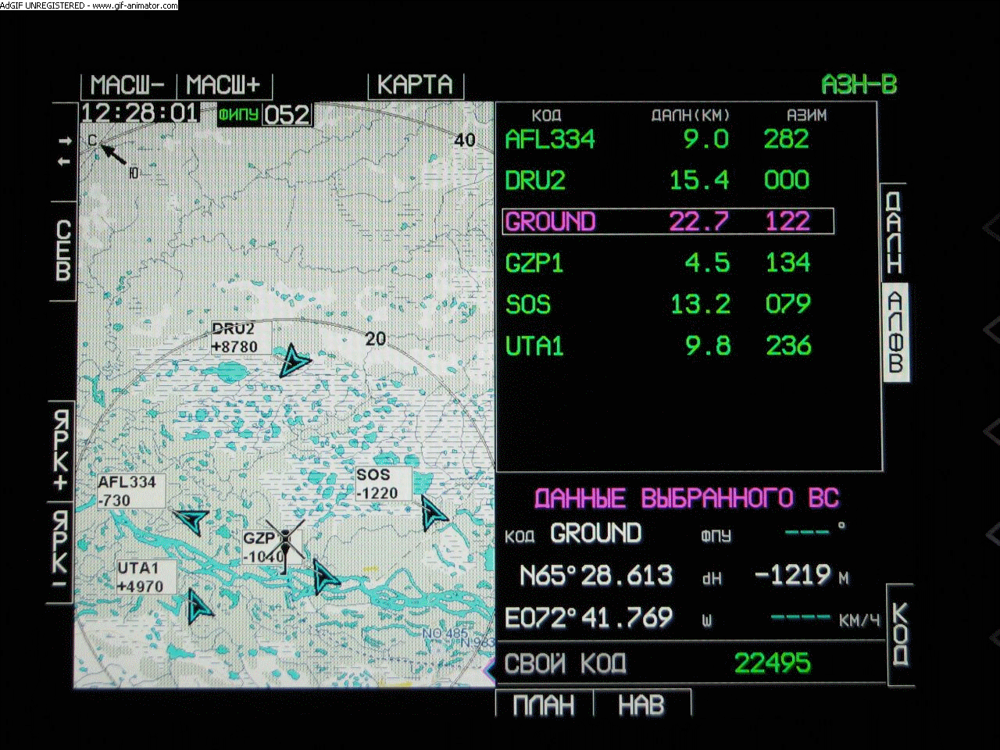 AdGIF UNREGISTERED - www.gif-animator.com
МАСШ- МАСШ+ КАРТА АЗН-В
12:28:01 ФИПУ 052
С
Ю
40
20
DRU2
+8780
AFL334
-730
SOS
-1220
GZP
-1040
UTA1
+4970
NO 485
N 963
СЕВ
ЯРК+
ЯРК-
КОД ДАЛН(КМ) АЗИМ
AFL334 9.0 282
DRU2 15.4 000
GROUND 22.7 122
GZP1 4.5 134
SOS 13.2 079
UTA1 9.8 236
ДАЛН
АЛФВ
ДАННЫЕ ВЫБРАННОГО ВС
КОД GROUND ФПУ ---°
N65°28.613 dH -1219 М
E072°41.769 W ---- КМ/Ч
СВОЙ КОД 22495
КОД
ПЛАН НАВ